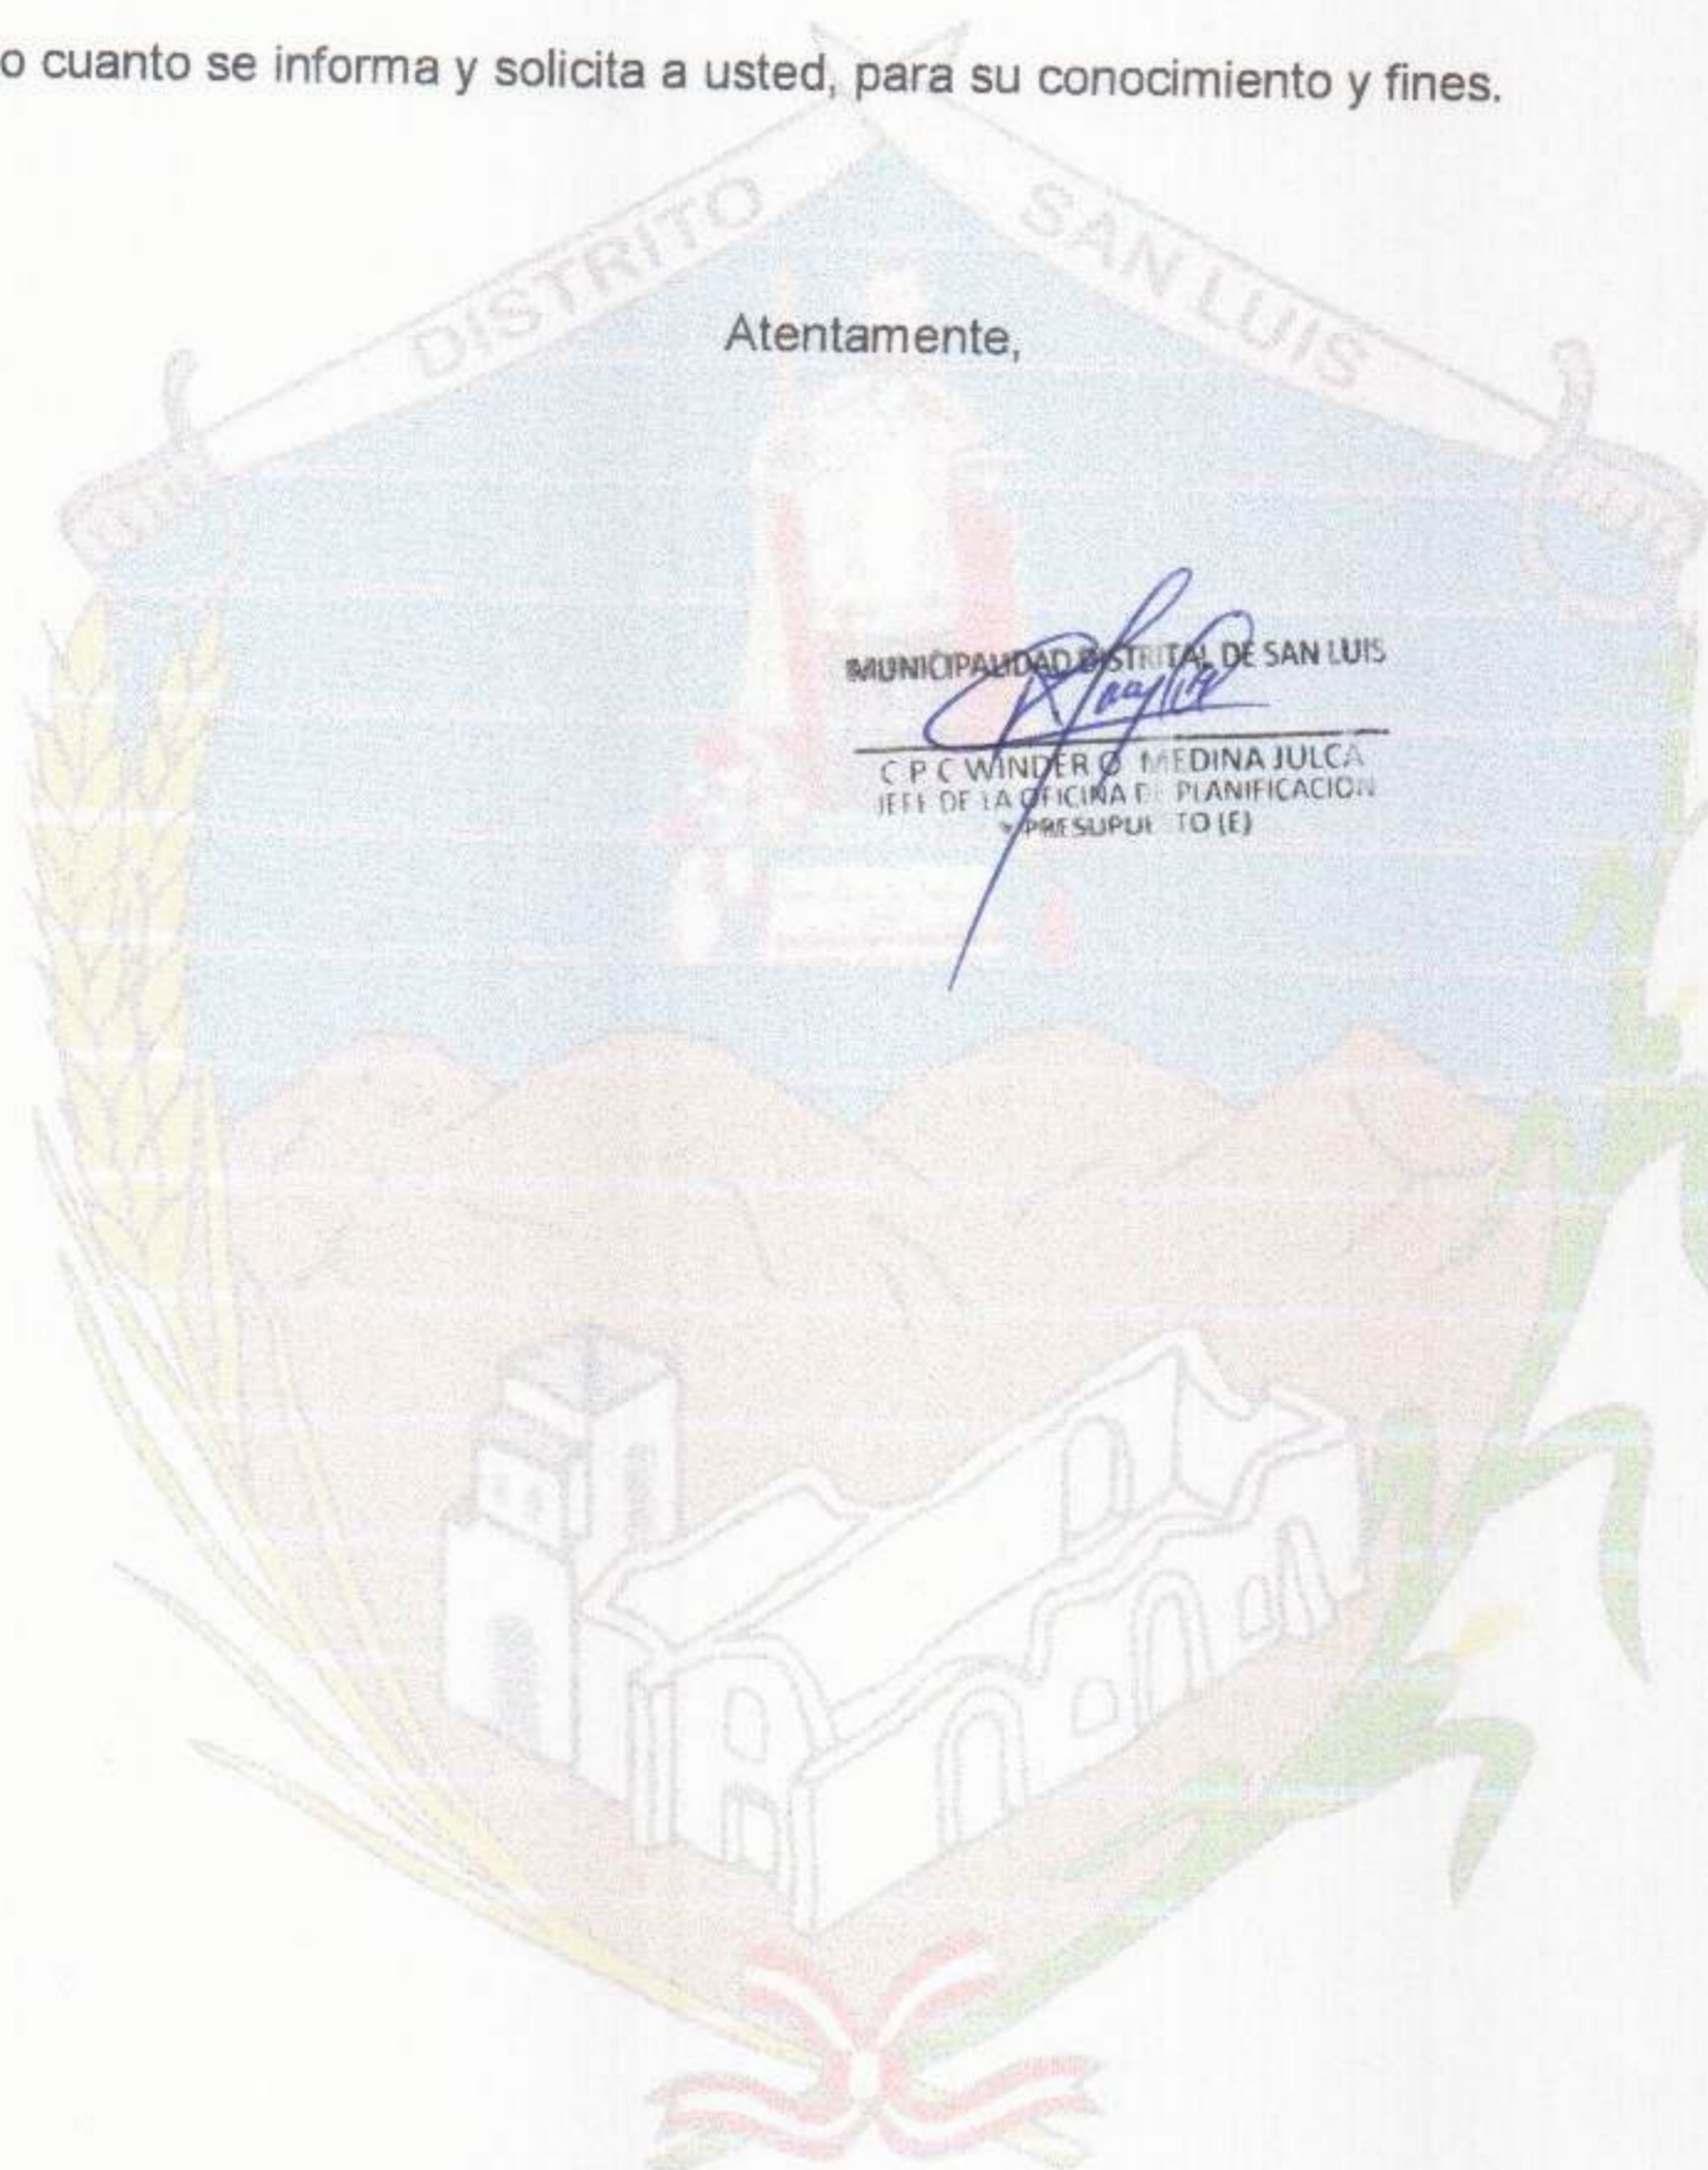 o cuanto se informa y solicita a usted, para su conocimiento y fines.
DISTRITO SAN LUIS
Atentamente,
MUNICIPALIDAD DISTRITAL DE SAN LUIS
C P C WINDER O MEDINA JULCA
JEFE DE LA OFICINA DE PLANIFICACION
Y PRESUPUESTO (E)